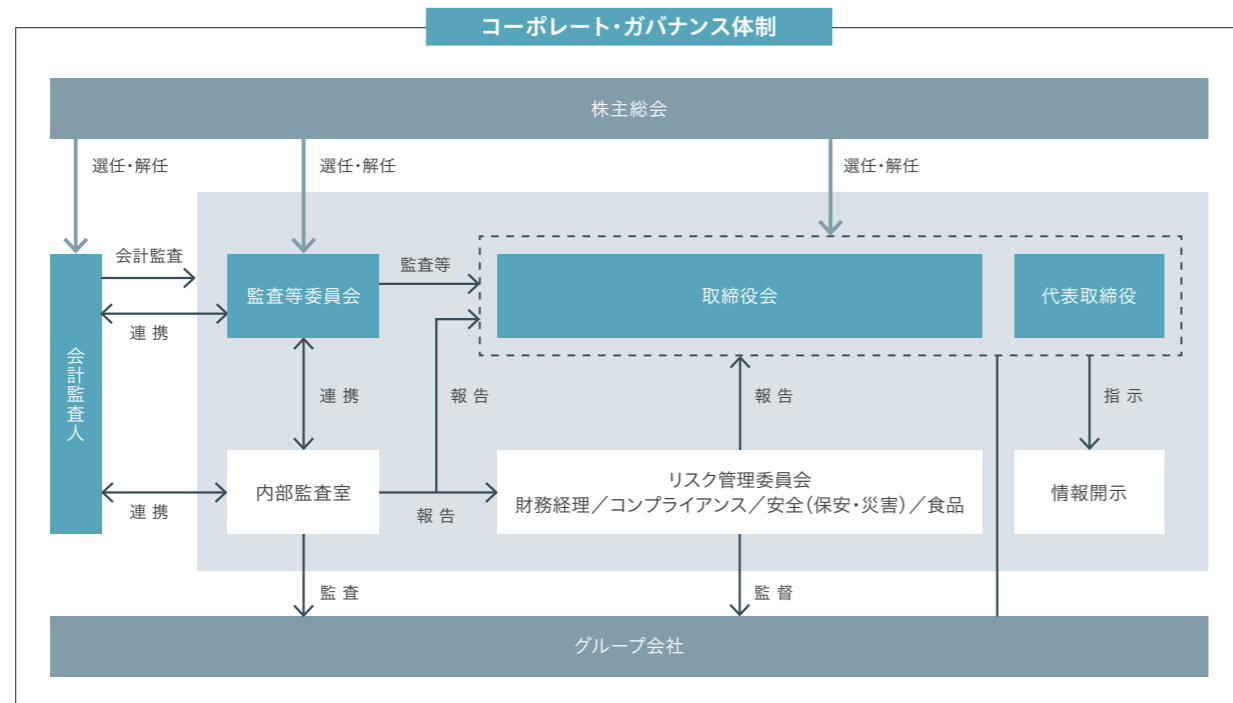 コーポレート・ガバナンス体制
株主総会
選任・解任
選任・解任
選任・解任
会計監査
監査等
監査等委員会
取締役会
代表取締役
連携
会計監査人
連携
報告
報告
指示
内部監査室
リスク管理委員会
財務経理／コンプライアンス／安全（保安・災害）／食品
情報開示
連携
報告
監査
監督
グループ会社